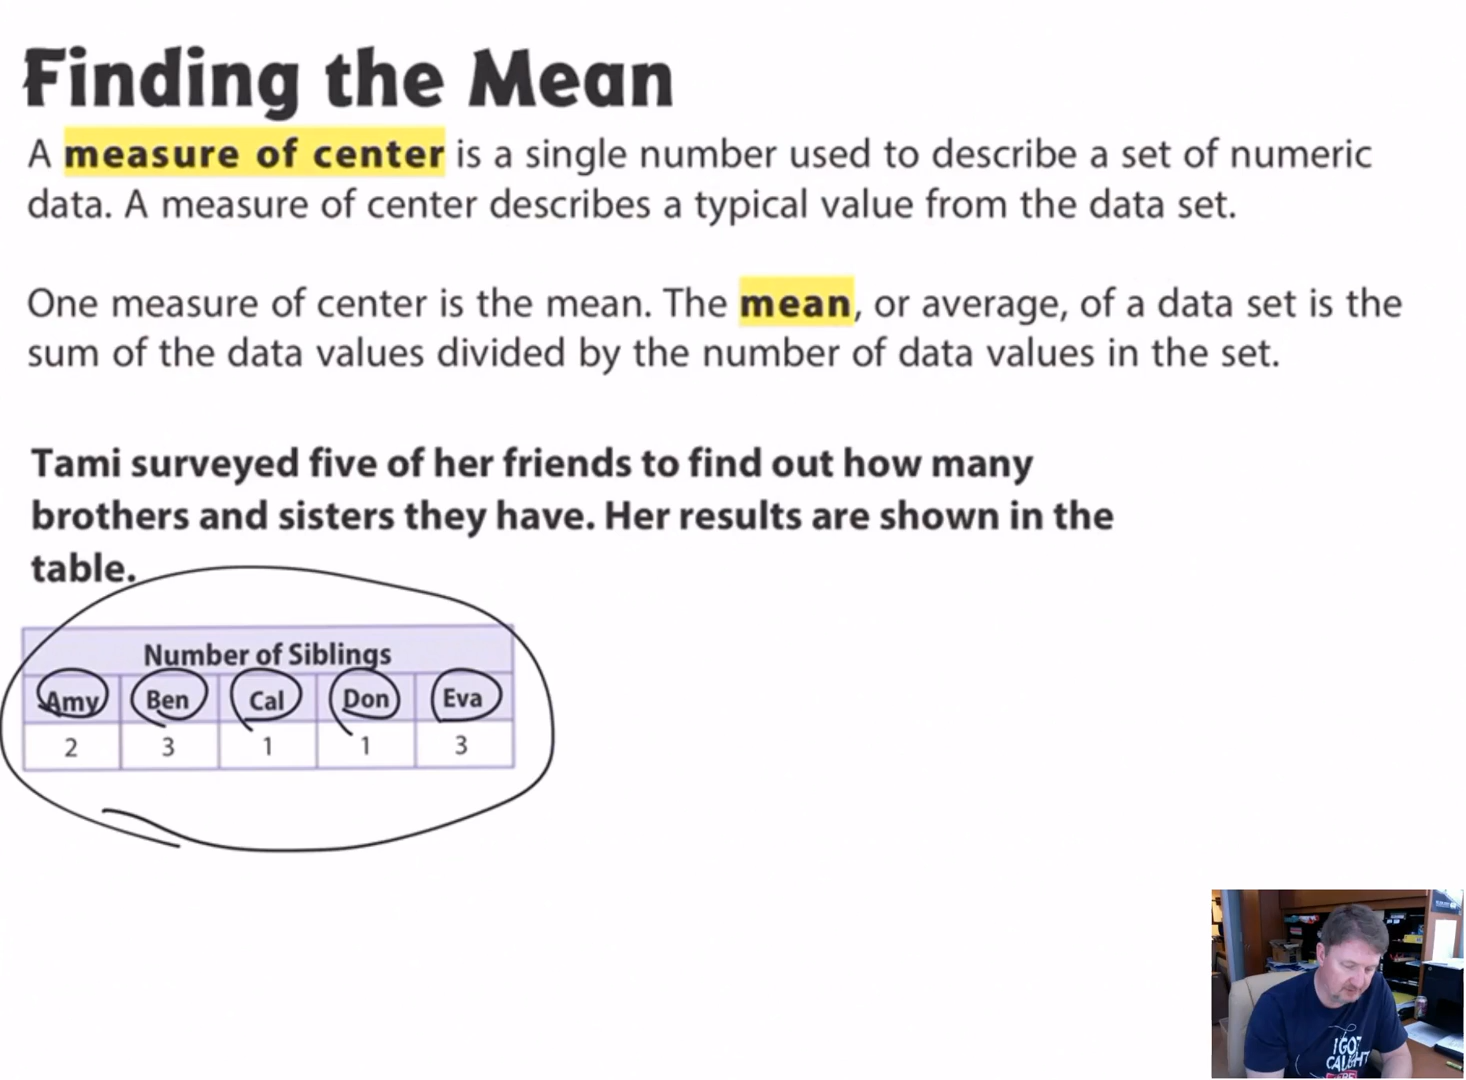 Finding the Mean
A measure of center is a single number used to describe a set of numeric
data. A measure of center describes a typical value from the data set.
One measure of center is the mean. The mean, or average, of a data set is the
sum of the data values divided by the number of data values in the set.
Tami surveyed five of her friends to find out how many
brothers and sisters they have. Her results are shown in the
table.
Number of Siblings
Amy Ben Cal Don Eva
2 3 1 1 3
I GOT
CAUGHT